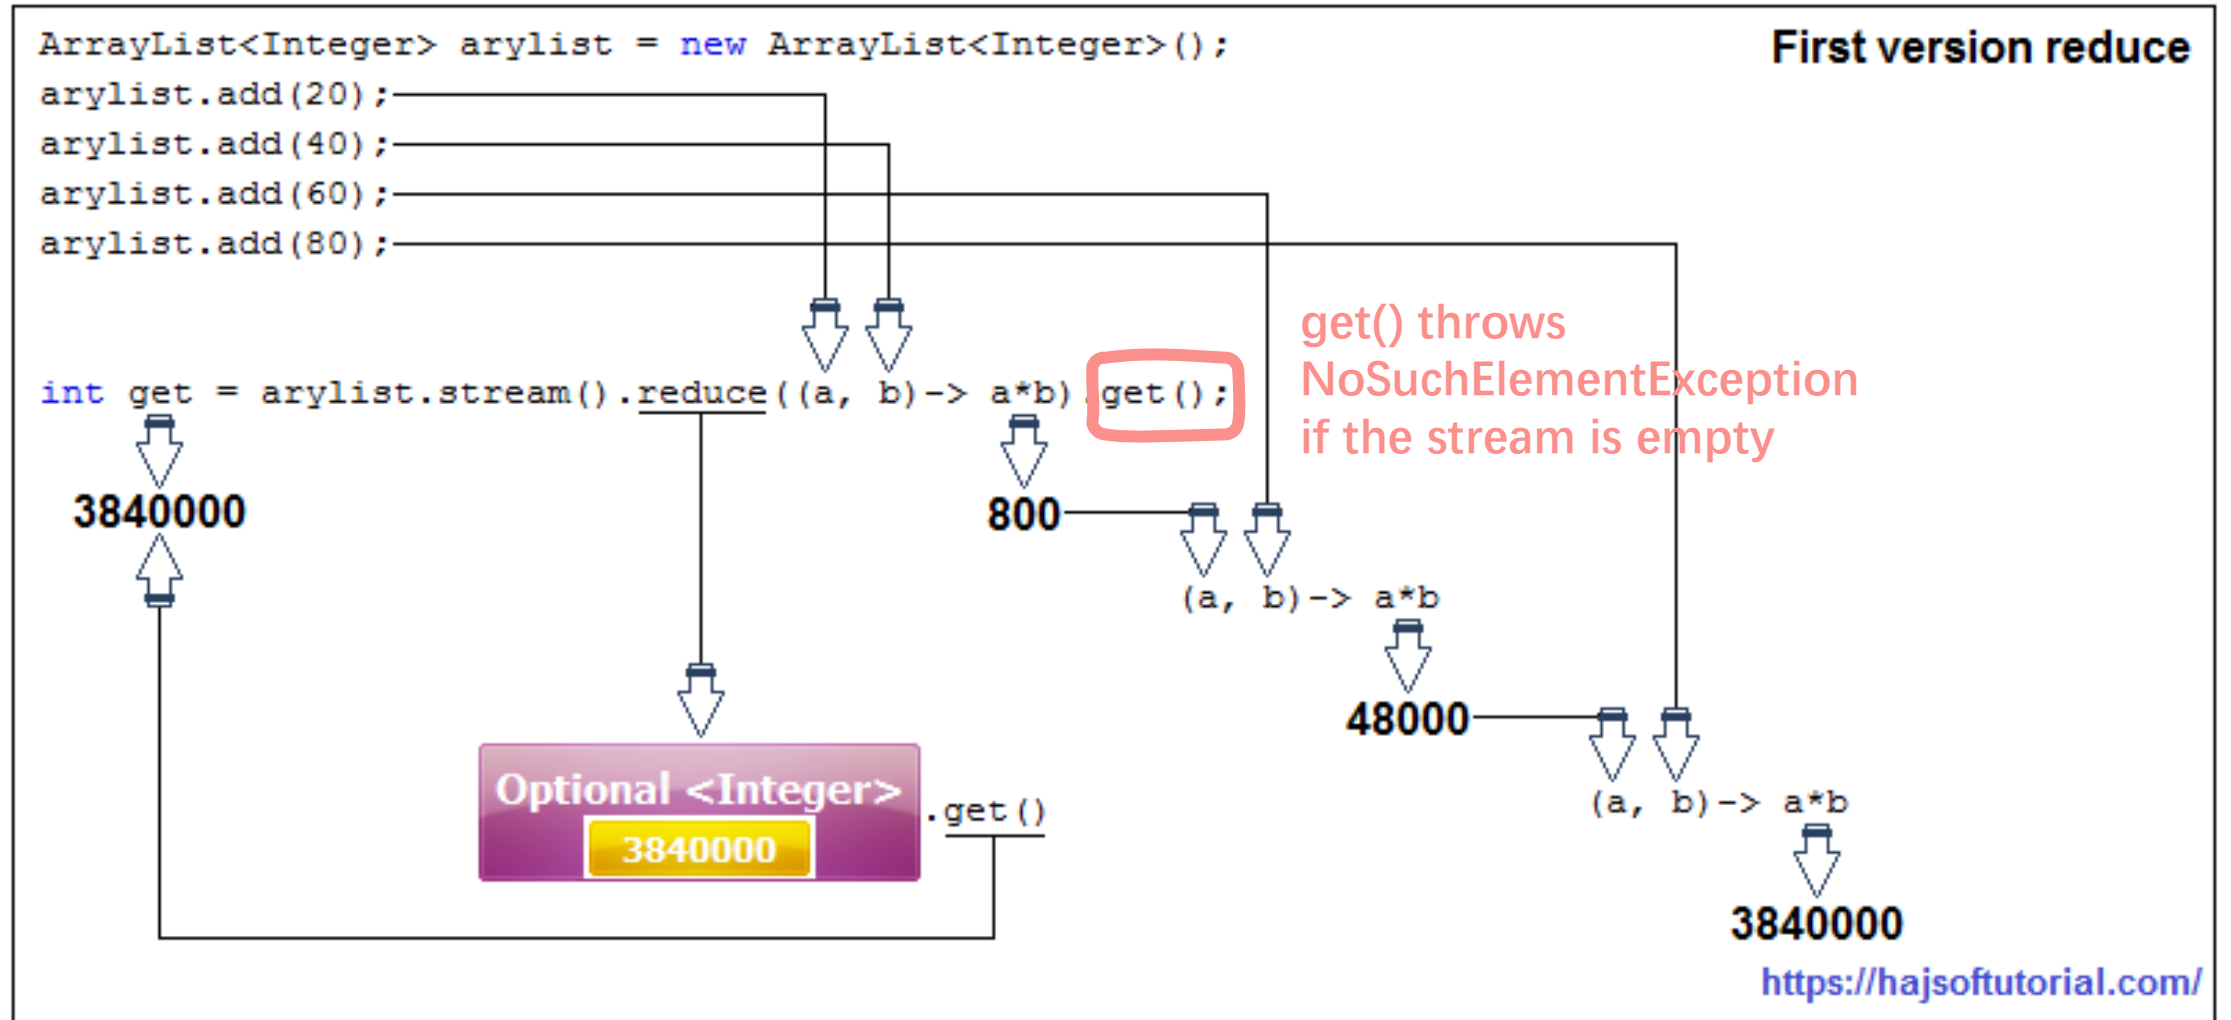 ArrayList<Integer> arylist = new ArrayList<Integer>();
First version reduce
arylist.add(20);
arylist.add(40);
arylist.add(60);
arylist.add(80);
get() throws
NoSuchElementException
if the stream is empty
int get = arylist.stream().reduce((a, b)-> a*b).get();
3840000
800
(a, b)-> a*b
48000
Optional <Integer>
3840000
.get()
(a, b)-> a*b
3840000
https://hajsoftutorial.com/